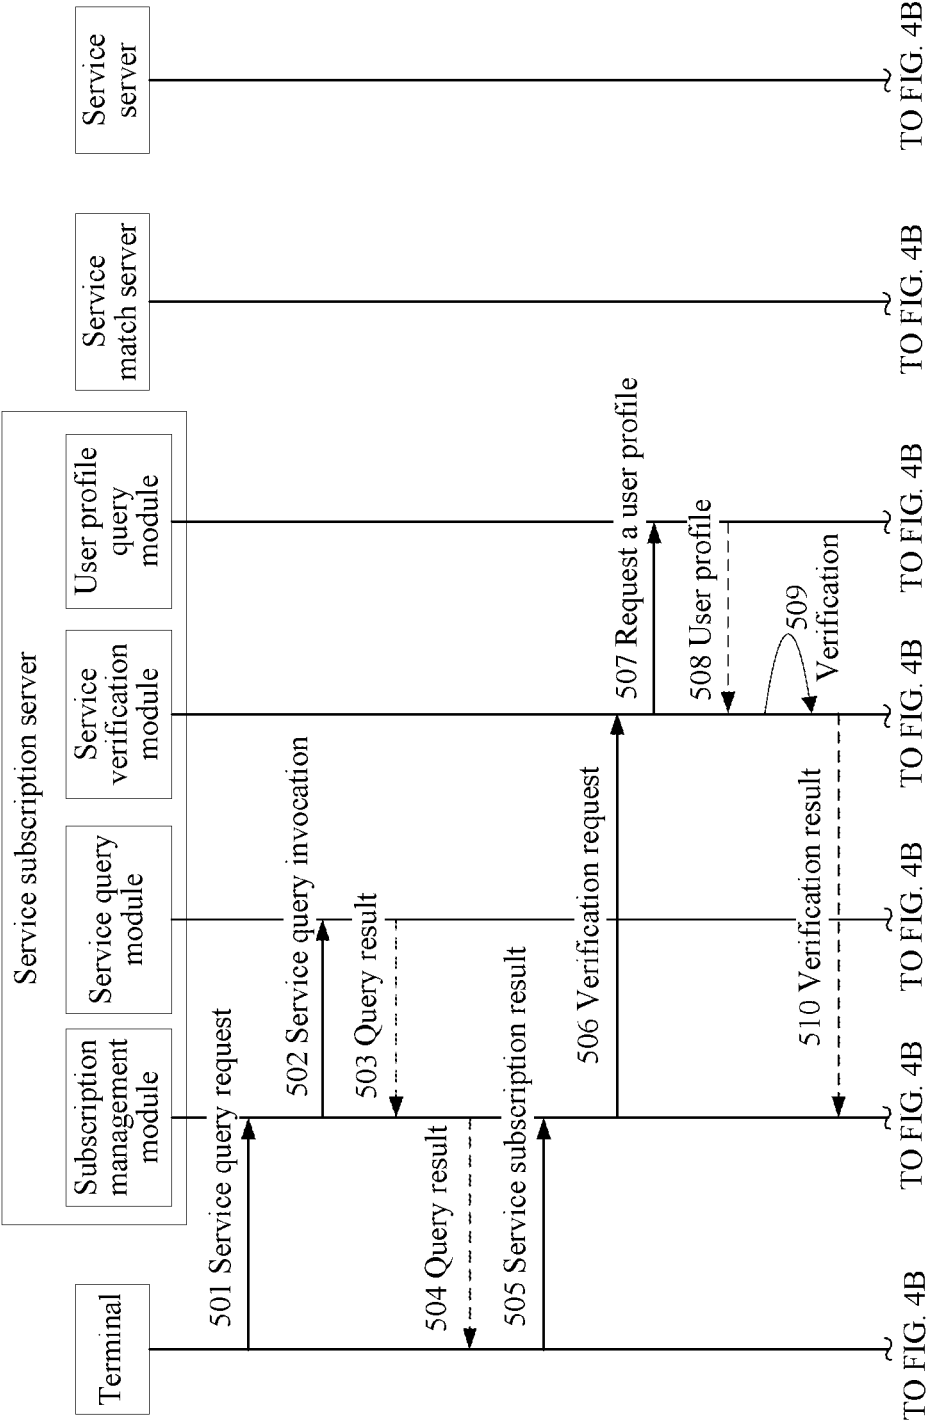 Service subscription server
Terminal
Subscription
management
module
Service query
module
Service
verification
module
User profile
query
module
Service
match server
Service
server
501 Service query request
502 Service query invocation
503 Query result
504 Query result
505 Service subscription result
506 Verification request
507 Request a user profile
508 User profile
509
Verification
510 Verification result
TO FIG. 4B
TO FIG. 4B
TO FIG. 4B
TO FIG. 4B
TO FIG. 4B
TO FIG. 4B
TO FIG. 4B